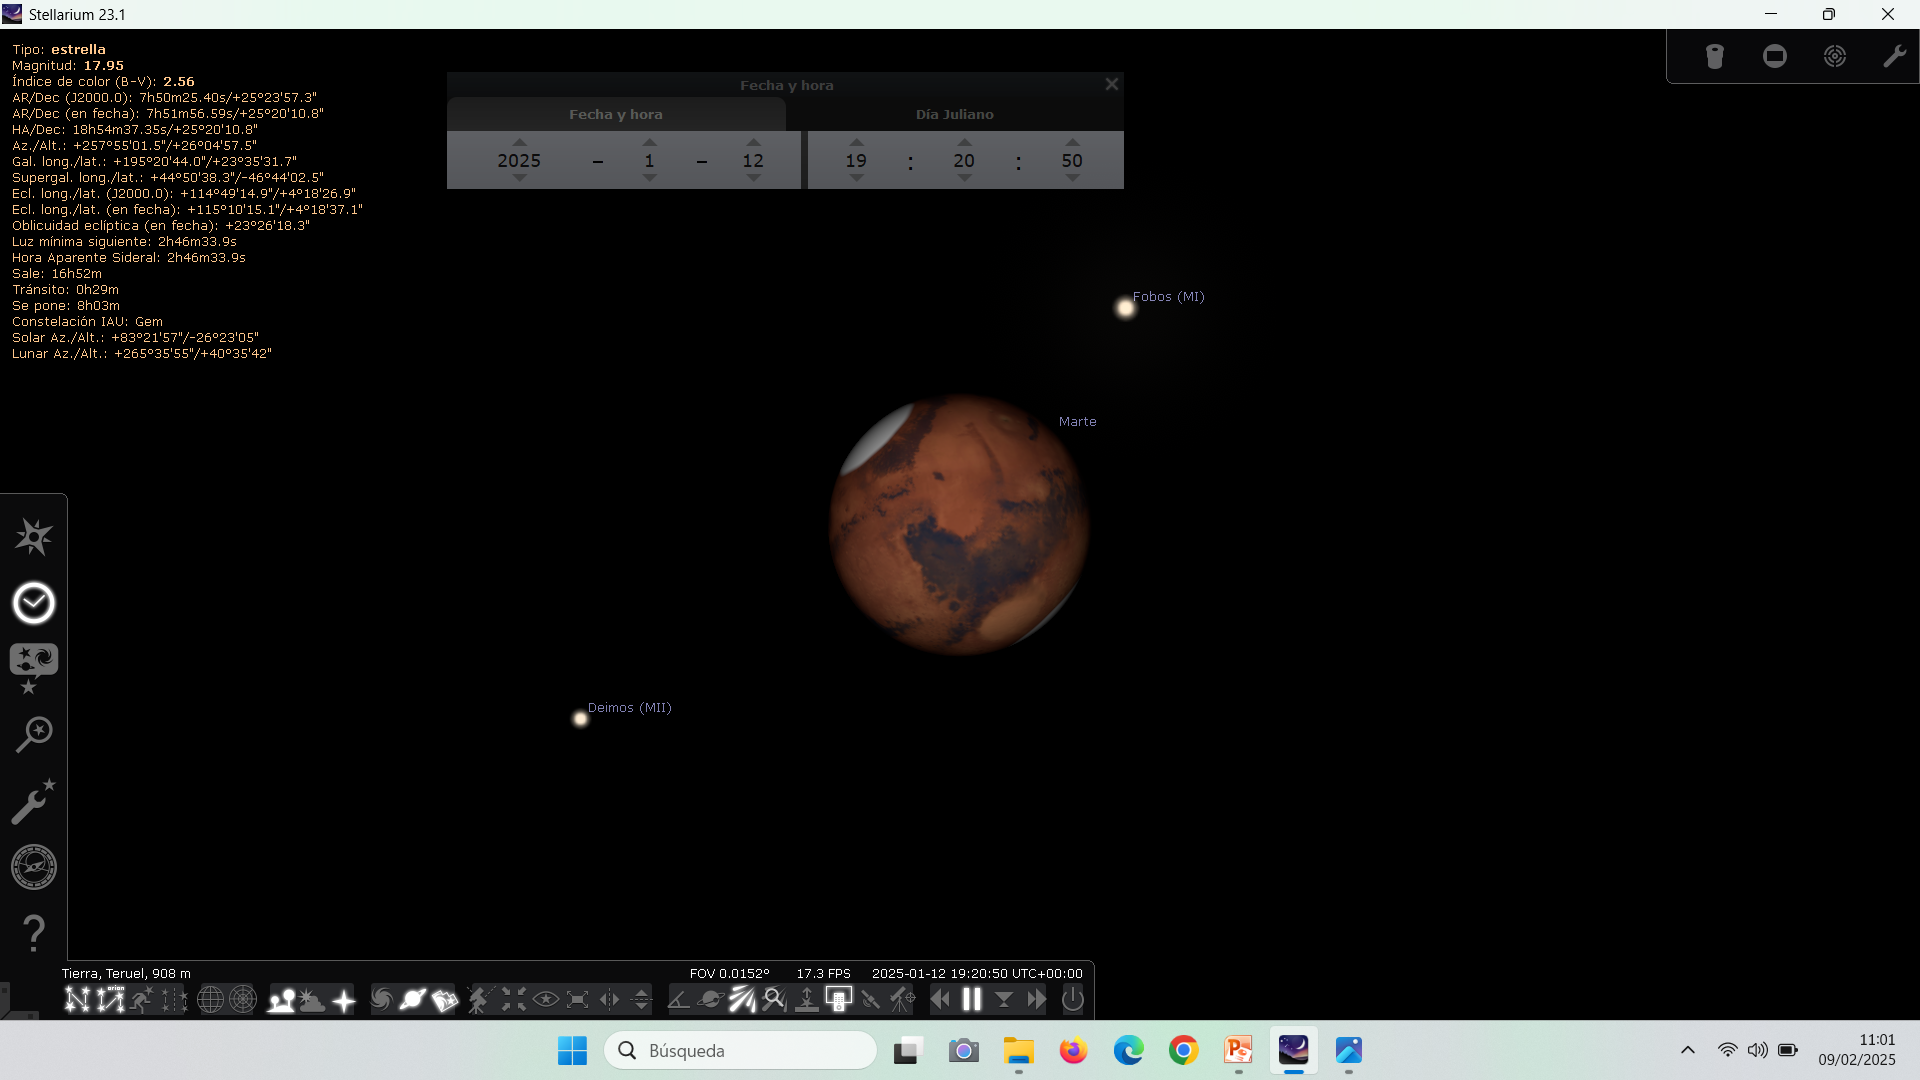 Stellarium 23.1
Tipo: estrella
Magnitud: 17.95
Índice de color (B-V): 2.56
AR/Dec (J2000.0): 7h50m25.40s/+25°23'57.3"
AR/Dec (en fecha): 7h51m56.59s/+25°20'10.8"
HA/Dec: 18h54m37.35s/+25°20'10.8"
Az./Alt.: +257°55'01.5"/+26°04'57.5"
Gal. long./lat.: +195°20'44.0"/+23°35'31.7"
Supergal. long./lat.: +44°50'38.3"/-46°44'02.5"
Ecl. long./lat. (J2000.0): +114°49'14.9"/+4°18'26.9"
Ecl. long./lat. (en fecha): +115°10'15.1"/+4°18'37.1"
Oblicuidad eclíptica (en fecha): +23°26'18.3"
Luz mínima siguiente: 2h46m33.9s
Hora Aparente Sideral: 2h46m33.9s
Sale: 16h52m
Tránsito: 0h29m
Se pone: 8h03m
Constelación IAU: Gem
Solar Az./Alt.: +83°21'57"/-26°23'05"
Lunar Az./Alt.: +265°35'55"/+40°35'42"
Fecha y hora
Fecha y hora Día Juliano
2025 - 1 - 12 19 : 20 : 50
Fobos (MI)
Marte
Deimos (MII)
Tierra, Teruel, 908 m FOV 0.0152° 17.3 FPS 2025-01-12 19:20:50 UTC+00:00
Búsqueda
11:01
09/02/2025